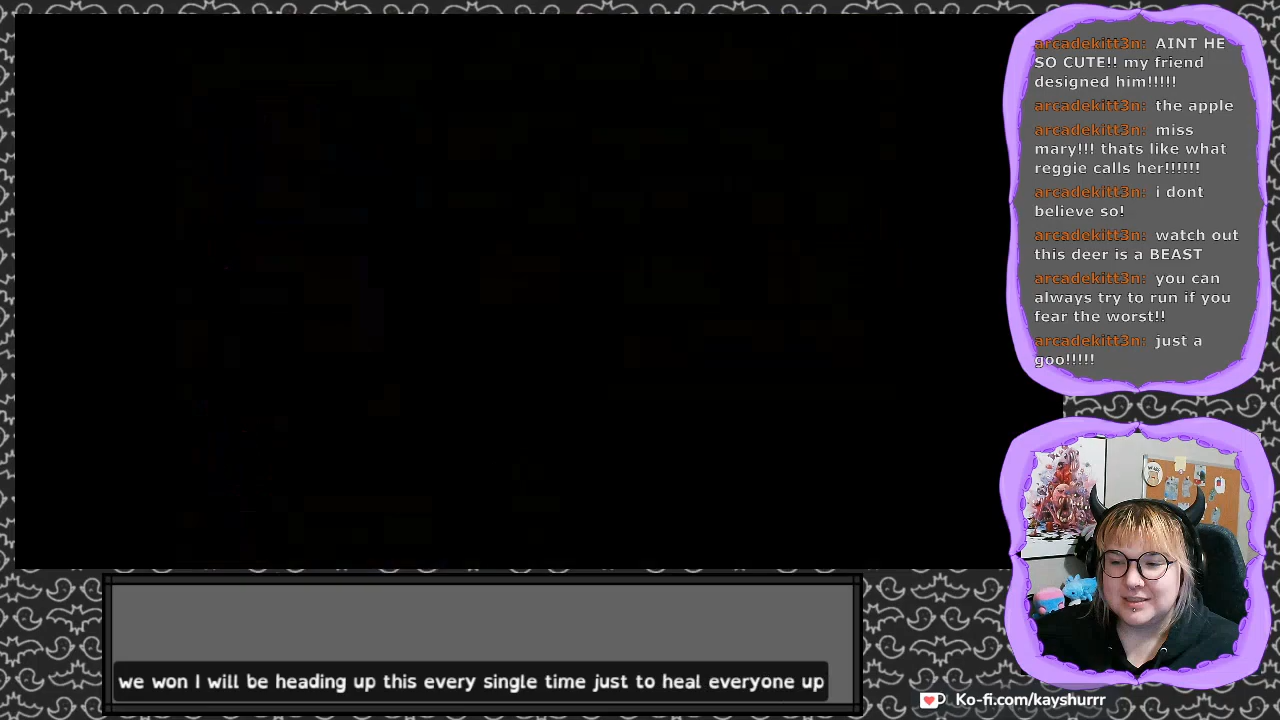 arcadekitt3n: AINT HE
SO CUTE!! my friend
designed him!!!!!
arcadekitt3n: the apple
arcadekitt3n: miss
mary!!! thats like what
reggie calls her!!!!!!
arcadekitt3n: i dont
believe so!
arcadekitt3n: watch out
this deer is a BEAST
arcadekitt3n: you can
always try to run if you
fear the worst!!
arcadekitt3n: just a
goo!!!!!
we won I will be heading up this every single time just to heal everyone up
Ko-fi.com/kayshurrr